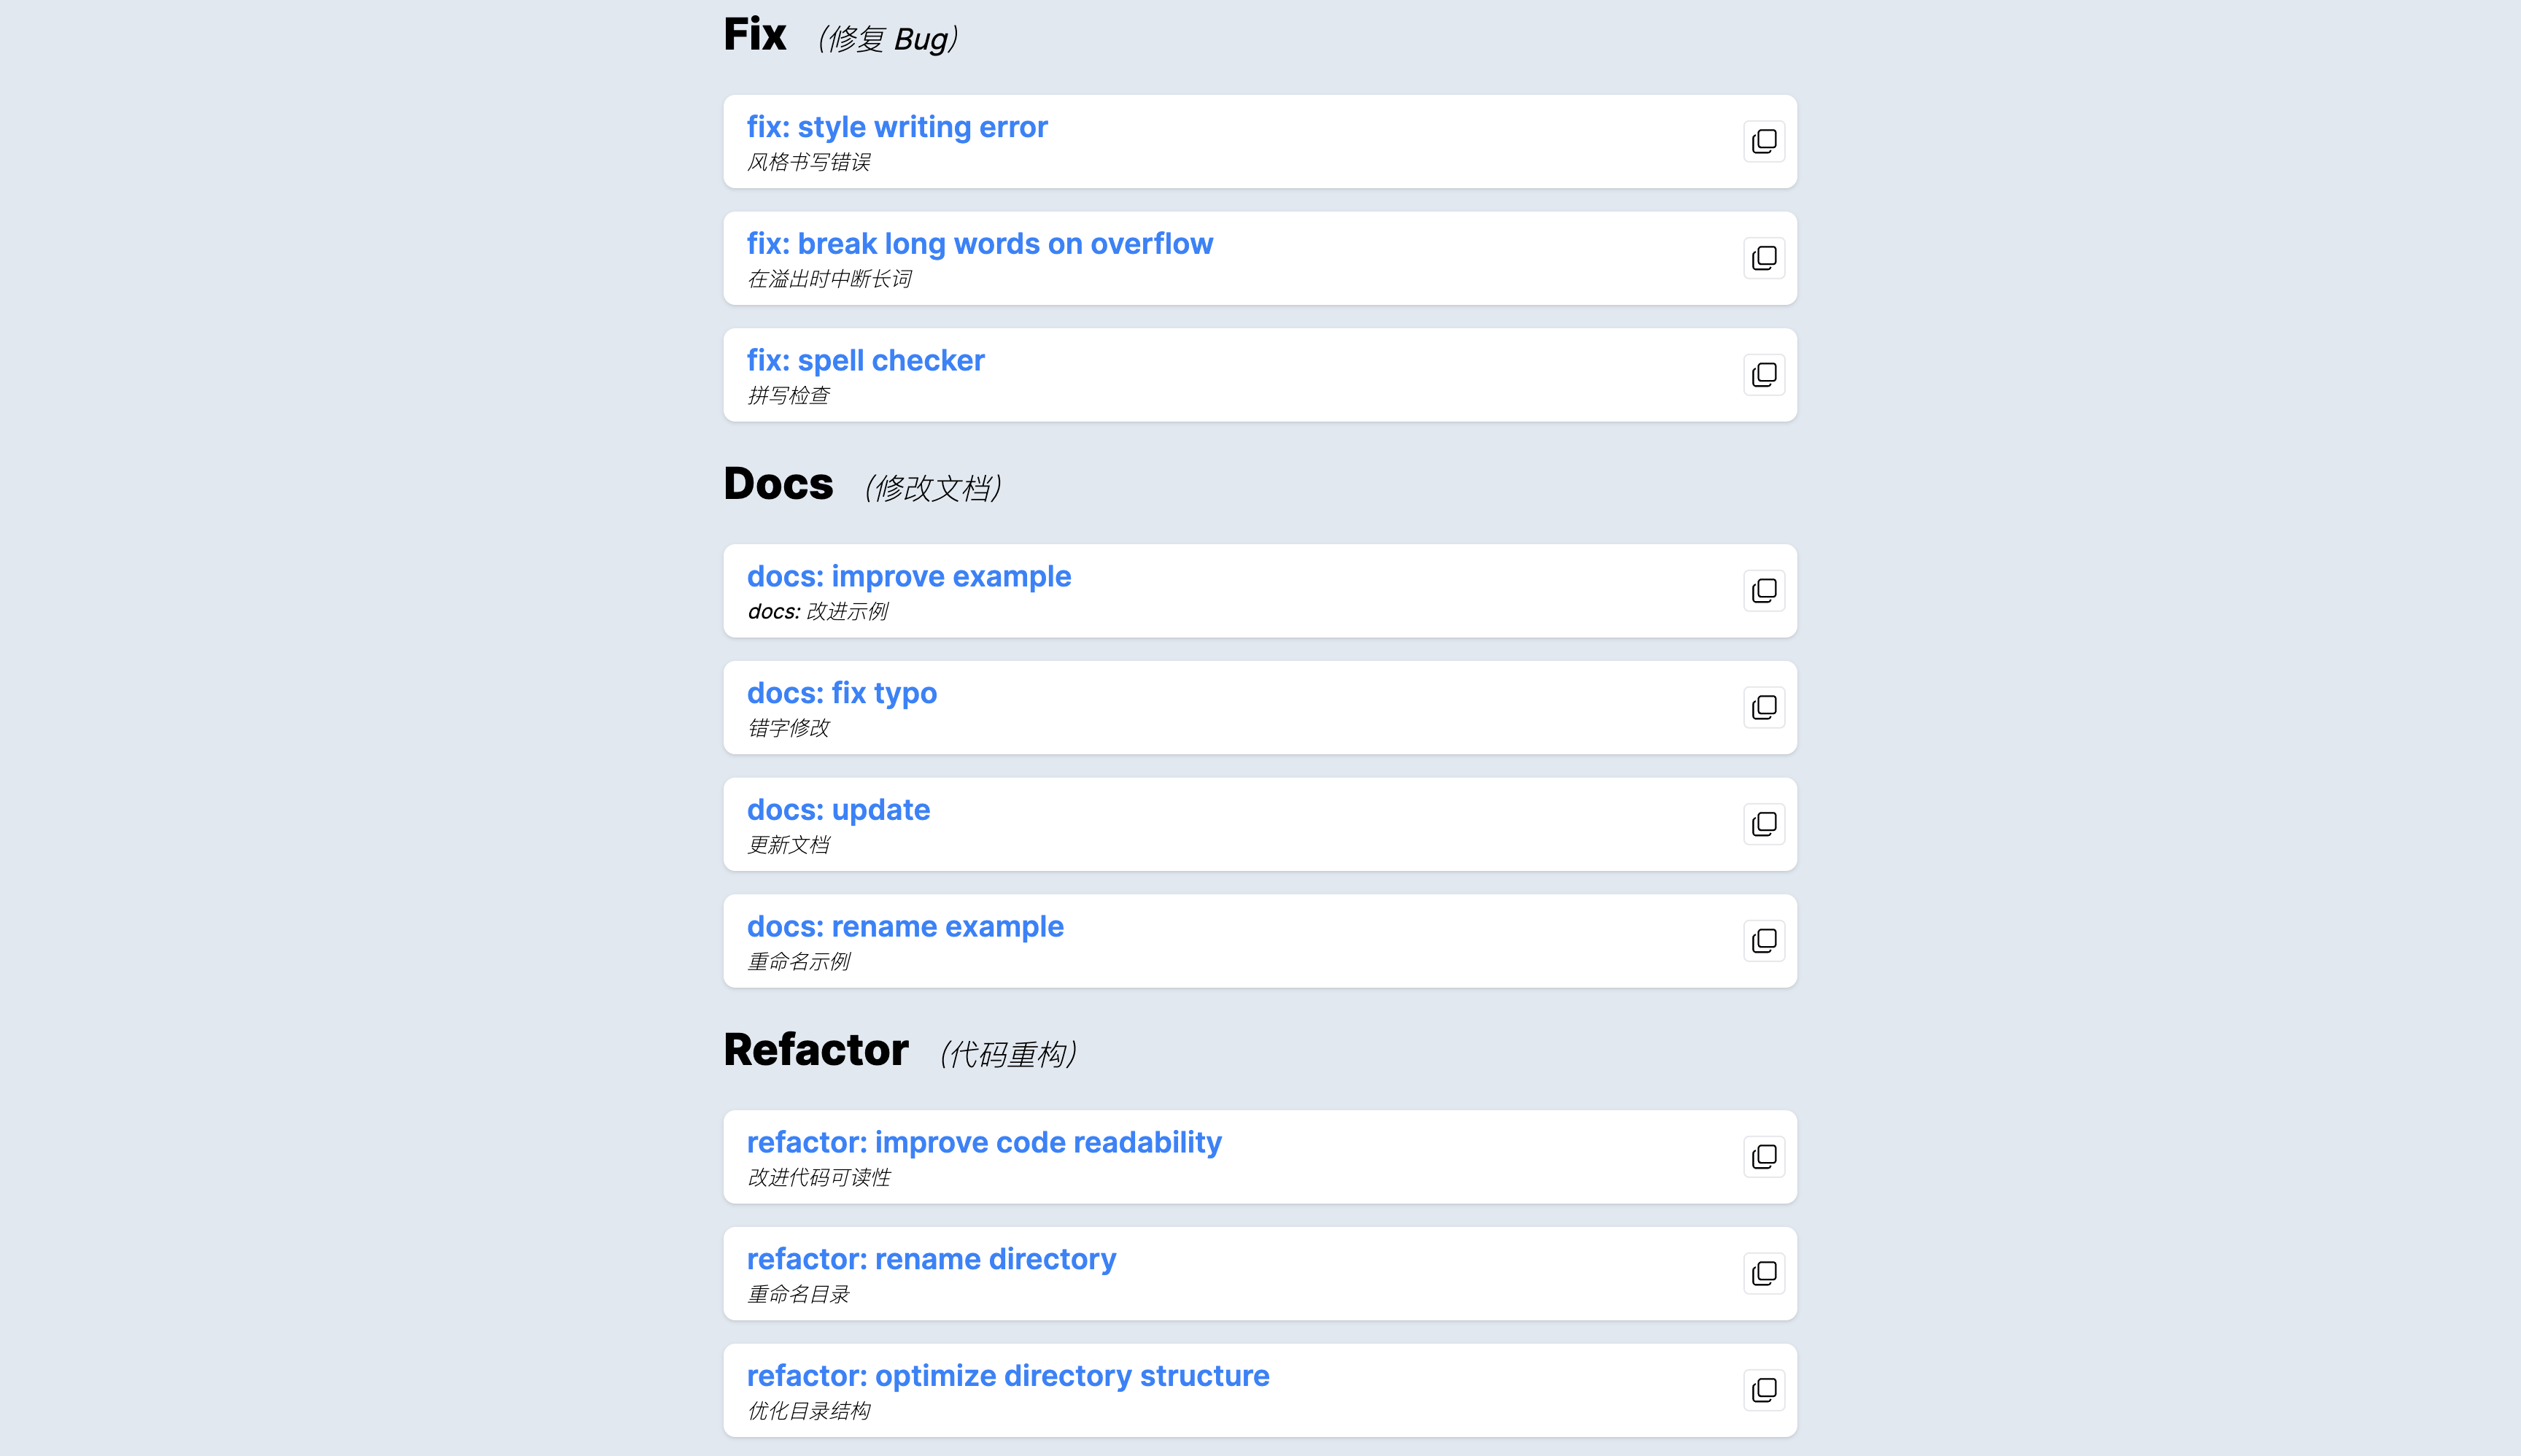 Fix （修复 Bug）
fix: style writing error
风格书写错误
fix: break long words on overflow
在溢出时中断长词
fix: spell checker
拼写检查
Docs （修改文档）
docs: improve example
docs: 改进示例
docs: fix typo
错字修改
docs: update
更新文档
docs: rename example
重命名示例
Refactor （代码重构）
refactor: improve code readability
改进代码可读性
refactor: rename directory
重命名目录
refactor: optimize directory structure
优化目录结构